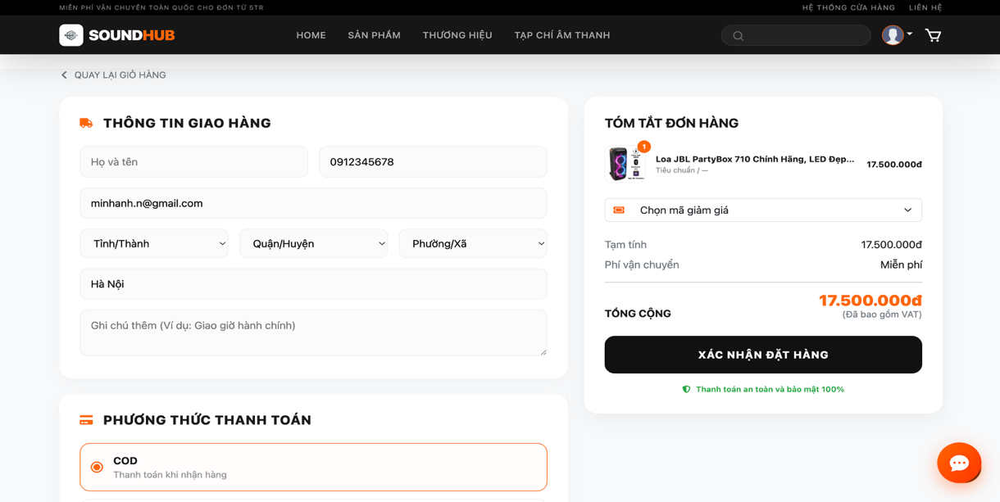 MIỄN PHÍ VẬN CHUYỂN TOÀN QUỐC CHO ĐƠN TỪ 5TR
HỆ THỐNG CỬA HÀNG LIÊN HỆ
SOUNDHUB HOME SẢN PHẨM THƯƠNG HIỆU TẠP CHÍ ÂM THANH
QUAY LẠI GIỎ HÀNG
THÔNG TIN GIAO HÀNG
Họ và tên
0912345678
minhanh.n@gmail.com
Tỉnh/Thành Quận/Huyện Phường/Xã
Hà Nội
Ghi chú thêm (Ví dụ: Giao giờ hành chính)
PHƯƠNG THỨC THANH TOÁN
COD
Thanh toán khi nhận hàng
TÓM TẮT ĐƠN HÀNG
1
Loa JBL PartyBox 710 Chính Hãng, LED Đẹp... 17.500.000đ
Tiêu chuẩn / —
Chọn mã giảm giá
Tạm tính 17.500.000đ
Phí vận chuyển Miễn phí
TỔNG CỘNG 17.500.000đ
(Đã bao gồm VAT)
XÁC NHẬN ĐẶT HÀNG
Thanh toán an toàn và bảo mật 100%